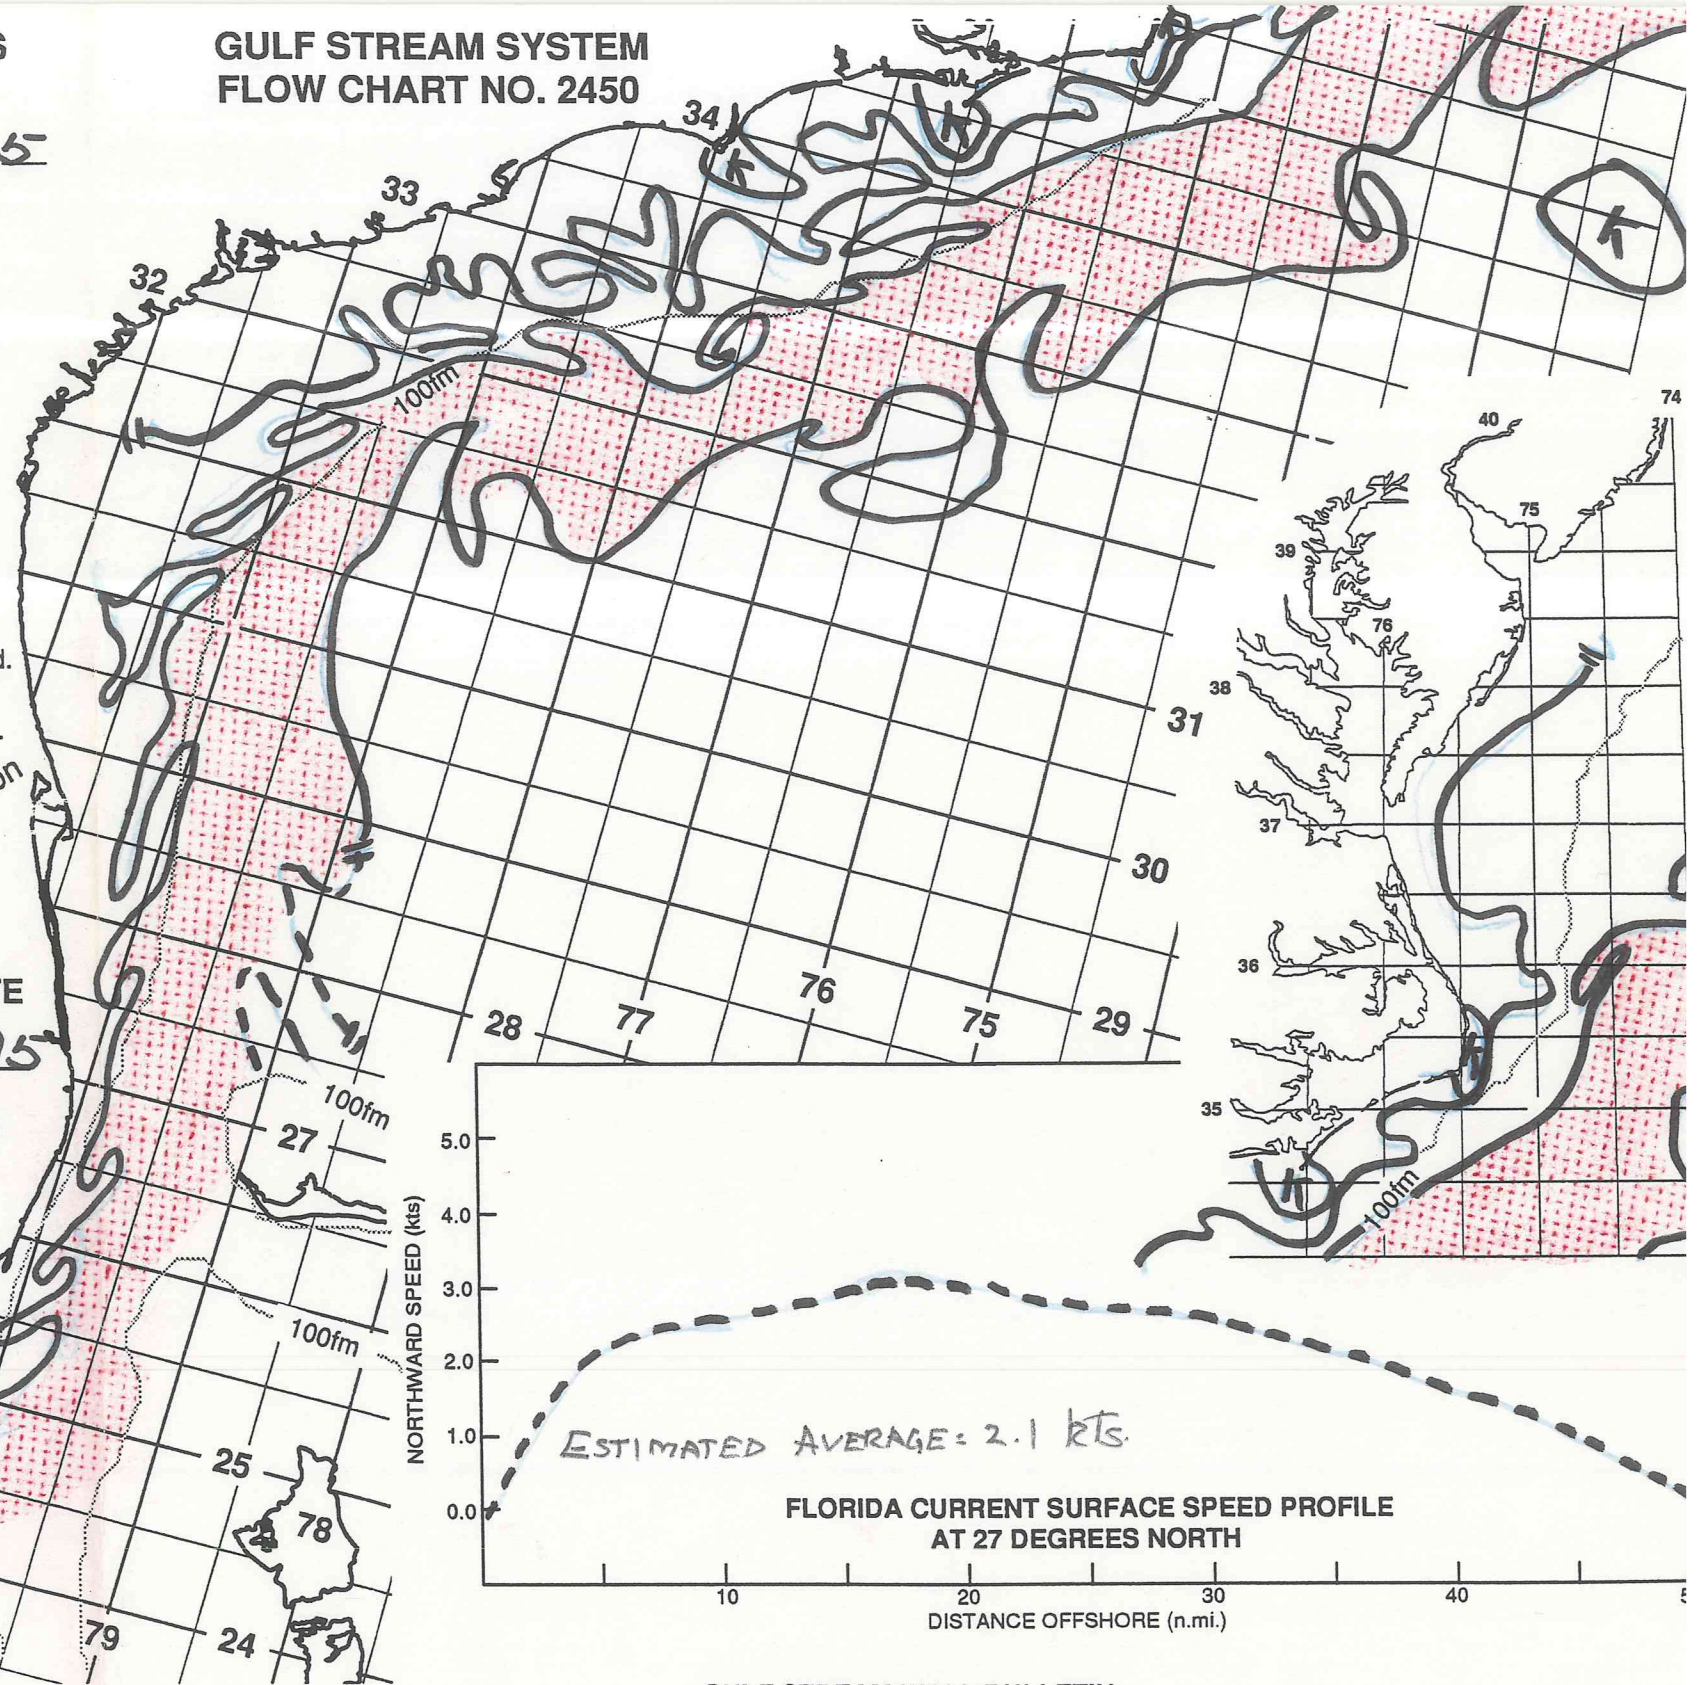 GULF STREAM SYSTEM
FLOW CHART NO. 2450
5
34
K
K
K
33
32
K
100fm
74
40
75
39
76
38
31
37
30
36
76
28
77
75
29
K
35
K
100fm
100fm
27
100fm
25
78
79
24
5.0
4.0
3.0
2.0
1.0
0.0
NORTHWARD SPEED (kts)
ESTIMATED AVERAGE: 2.1 kts.
FLORIDA CURRENT SURFACE SPEED PROFILE
AT 27 DEGREES NORTH
10
20
30
40
DISTANCE OFFSHORE (n.mi.)